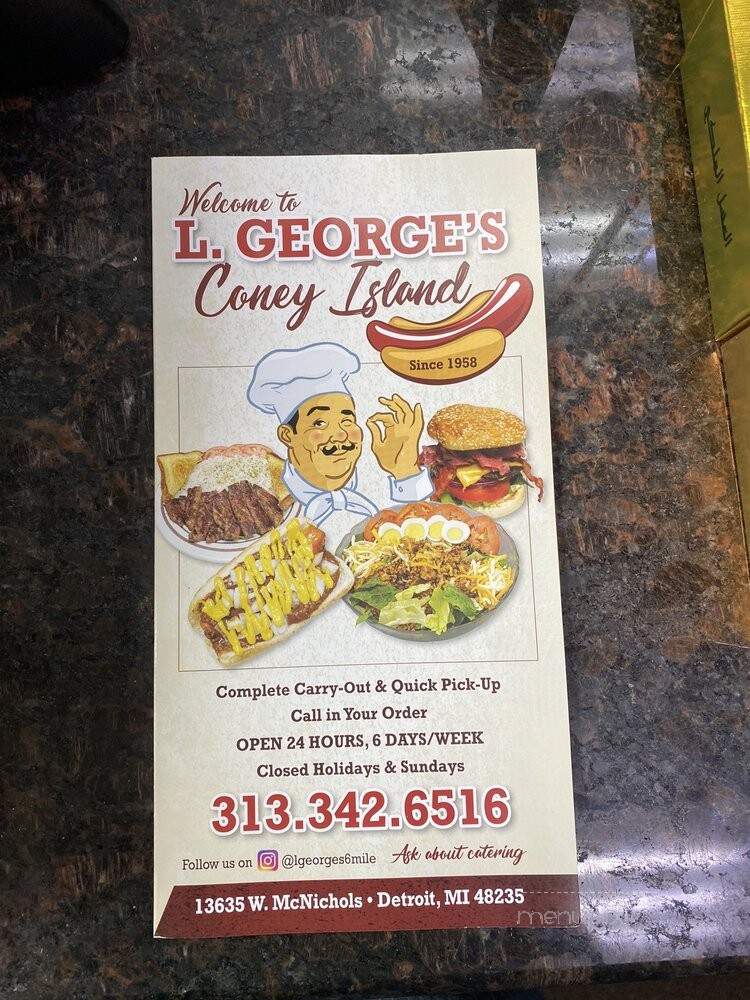 Welcome to
L. GEORGE'S
Coney Island
Since 1958
Complete Carry-Out & Quick Pick-Up
Call in Your Order
OPEN 24 HOURS, 6 DAYS/WEEK
Closed Holidays & Sundays
313.342.6516
Follow us on @lgeorges6mile Ask about catering
13635 W. McNichols • Detroit, MI 48235